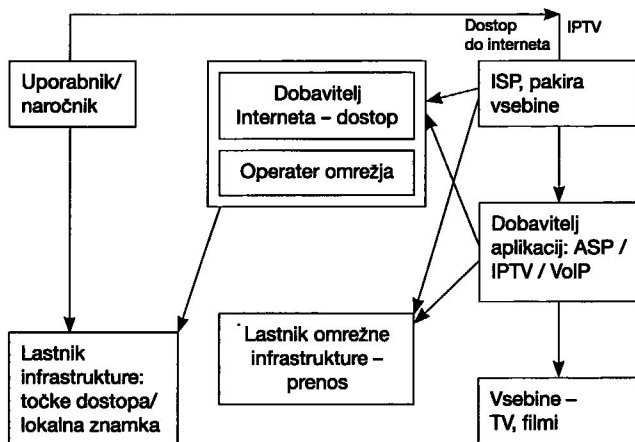 Dostop
do interneta
IPTV
Uporabnik/
naročnik
Dobavitelj
Interneta – dostop
Operater omrežja
ISP, pakira
vsebine
Dobavitelj
aplikacij: ASP /
IPTV / VoIP
Lastnik
infrastrukture:
točke dostopa/
lokalna znamka
Lastnik omrežne
infrastrukture –
prenos
Vsebine –
TV, filmi